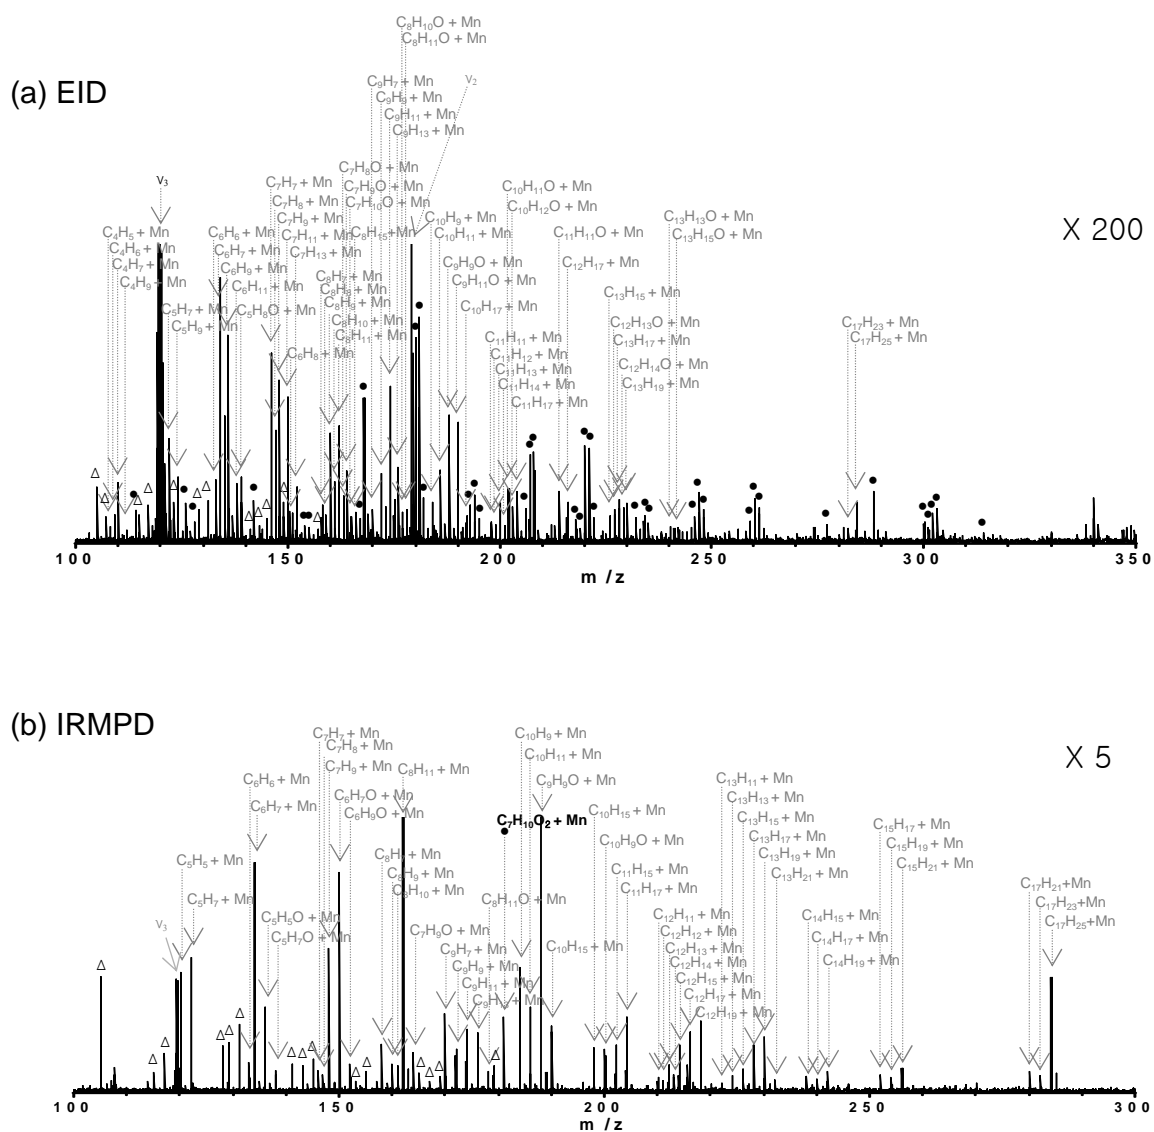 C8H10O + Mn
C8H11O + Mn
(a) EID
C9H7 + Mn
ν2
C9H9 + Mn
C9H11 + Mn
C9H13 + Mn
ν3
C7H8O + Mn
C7H7 + Mn
C7H9O + Mn
C10H11O + Mn
C7H8 + Mn
C7H10O + Mn
C10H12O + Mn
C7H9 + Mn
C10H9 + Mn
C13H13O + Mn
X 200
C4H5 + Mn
C6H6 + Mn
C7H11 + Mn
C8H15 + Mn
C10H11 + Mn
C11H11O + Mn
C13H15O + Mn
C4H6 + Mn
C6H7 + Mn
C7H13 + Mn
C4H7 + Mn
C6H9 + Mn
C9H9O + Mn
C12H17 + Mn
C4H9 + Mn
C6H11 + Mn
C8H7 + Mn
C9H11O + Mn
C8H8 + Mn
C13H15 + Mn
C5H7 + Mn
C5H8O + Mn
C8H9 + Mn
C10H17 + Mn
C5H9 + Mn
C8H10 + Mn
C12H13O + Mn
C17H23 + Mn
C8H11 + Mn
C11H11 + Mn
C13H17 + Mn
C17H25 + Mn
C6H8 + Mn
C11H12 + Mn
C11H13 + Mn
C12H14O + Mn
C11H14 + Mn
C13H19 + Mn
C11H17 + Mn
100 150 200 250 300 350
m/z
(b) IRMPD
C7H7 + Mn
C10H9 + Mn
C7H8 + Mn
C10H11 + Mn
X 5
C7H9 + Mn
C8H11 + Mn
C6H6 + Mn
C9H9O + Mn
C13H11 + Mn
C6H7O + Mn
C13H13 + Mn
C6H7 + Mn
C6H9O + Mn
C10H15 + Mn
C7H10O2 + Mn
C13H15 + Mn
C15H17 + Mn
C10H9O + Mn
C13H17 + Mn
C15H19 + Mn
C5H5 + Mn
C13H19 + Mn
C15H21 + Mn
C11H15 + Mn
C13H21 + Mn
C17H21+Mn
C8H10 + Mn
C11H17 + Mn
C5H7 + Mn
C8H11O + Mn
C17H23+Mn
C5H5O + Mn
C12H11 + Mn
C14H15 + Mn
C17H25+Mn
ν3
C5H7O + Mn
C7H9O + Mn
C12H12 + Mn
C14H17 + Mn
C9H7 + Mn
C10H15 + Mn
C12H13 + Mn
C9H9 + Mn
C12H14 + Mn
C14H19 + Mn
C9H11 + Mn
C12H15 + Mn
C12H17 + Mn
C12H19 + Mn
100 150 200 250 300
m/z